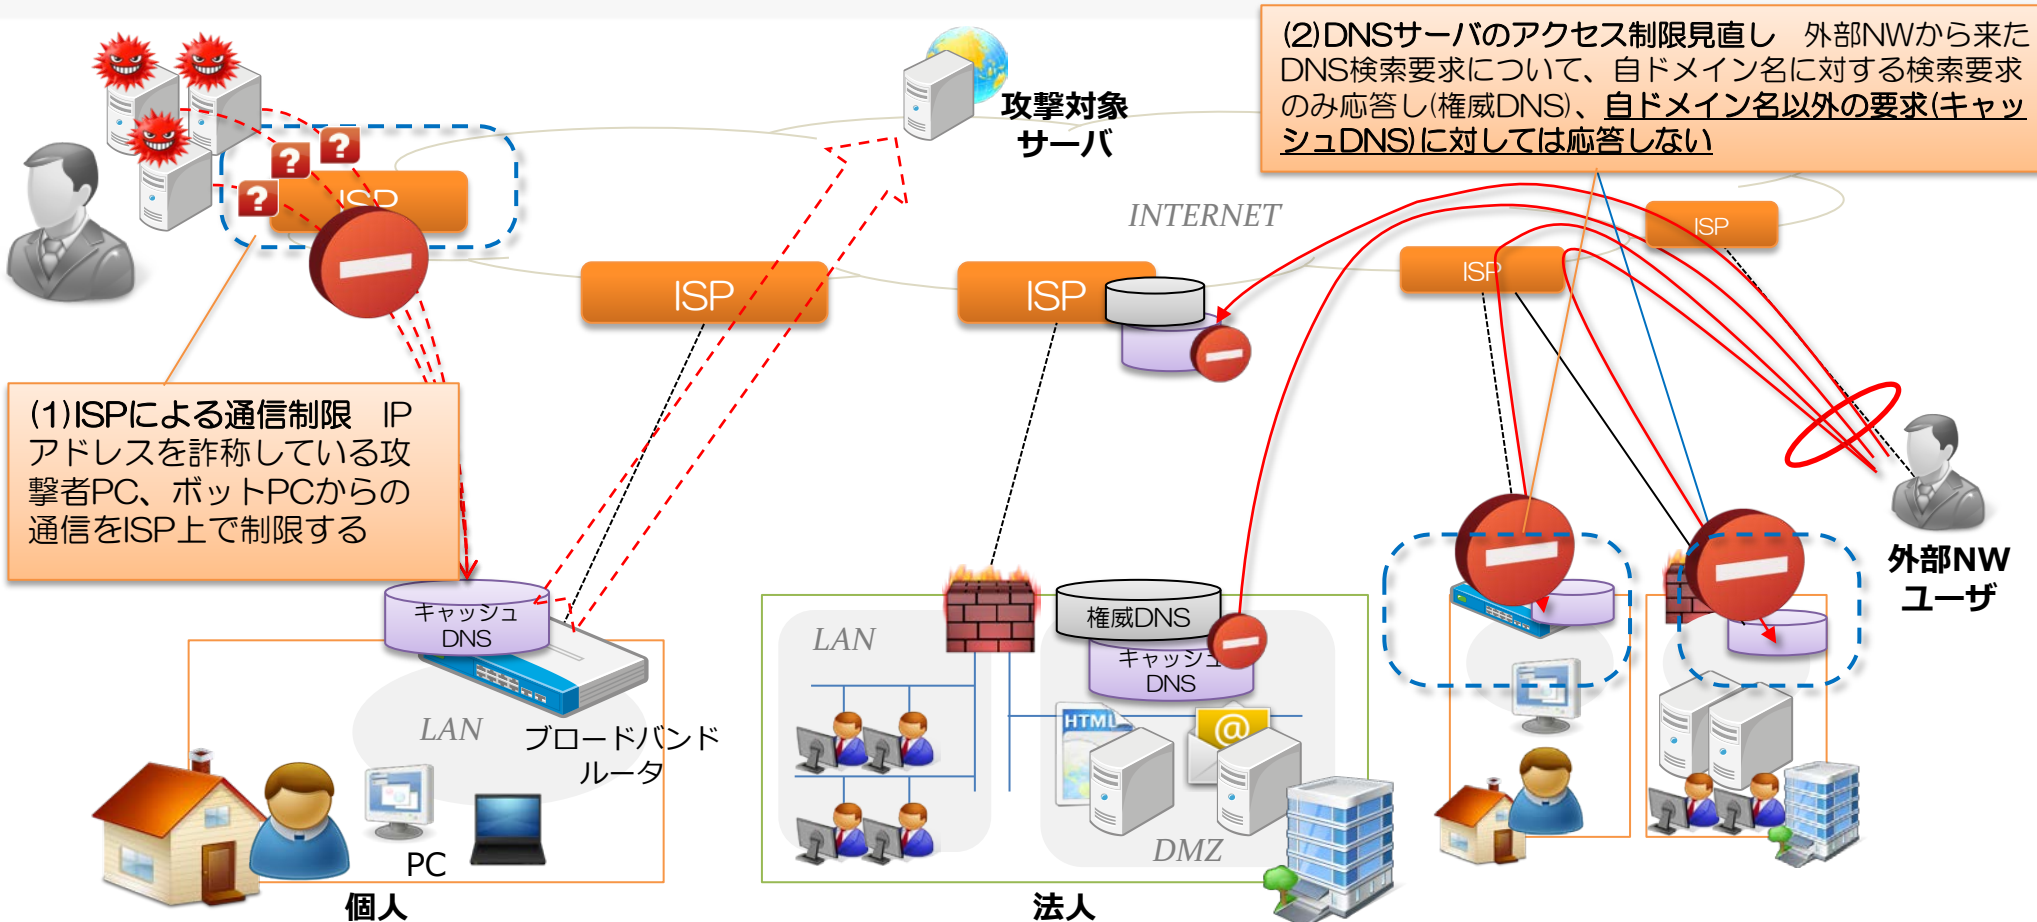 (2)DNSサーバのアクセス制限見直し　外部NWから来た
DNS検索要求について、自ドメイン名に対する検索要求
のみ応答し(権威DNS)、自ドメイン名以外の要求(キャッ
シュDNS)に対しては応答しない
攻撃対象
サーバ
ISP
INTERNET
ISP
ISP
ISP
ISP
(1)ISPによる通信制限　IP
アドレスを詐称している攻
撃者PC、ボットPCからの
通信をISP上で制限する
外部NW
ユーザ
キャッシュ
DNS
権威DNS
キャッシュ
DNS
LAN
LAN
ブロードバンド
ルータ
HTML
@
PC
DMZ
個人
法人